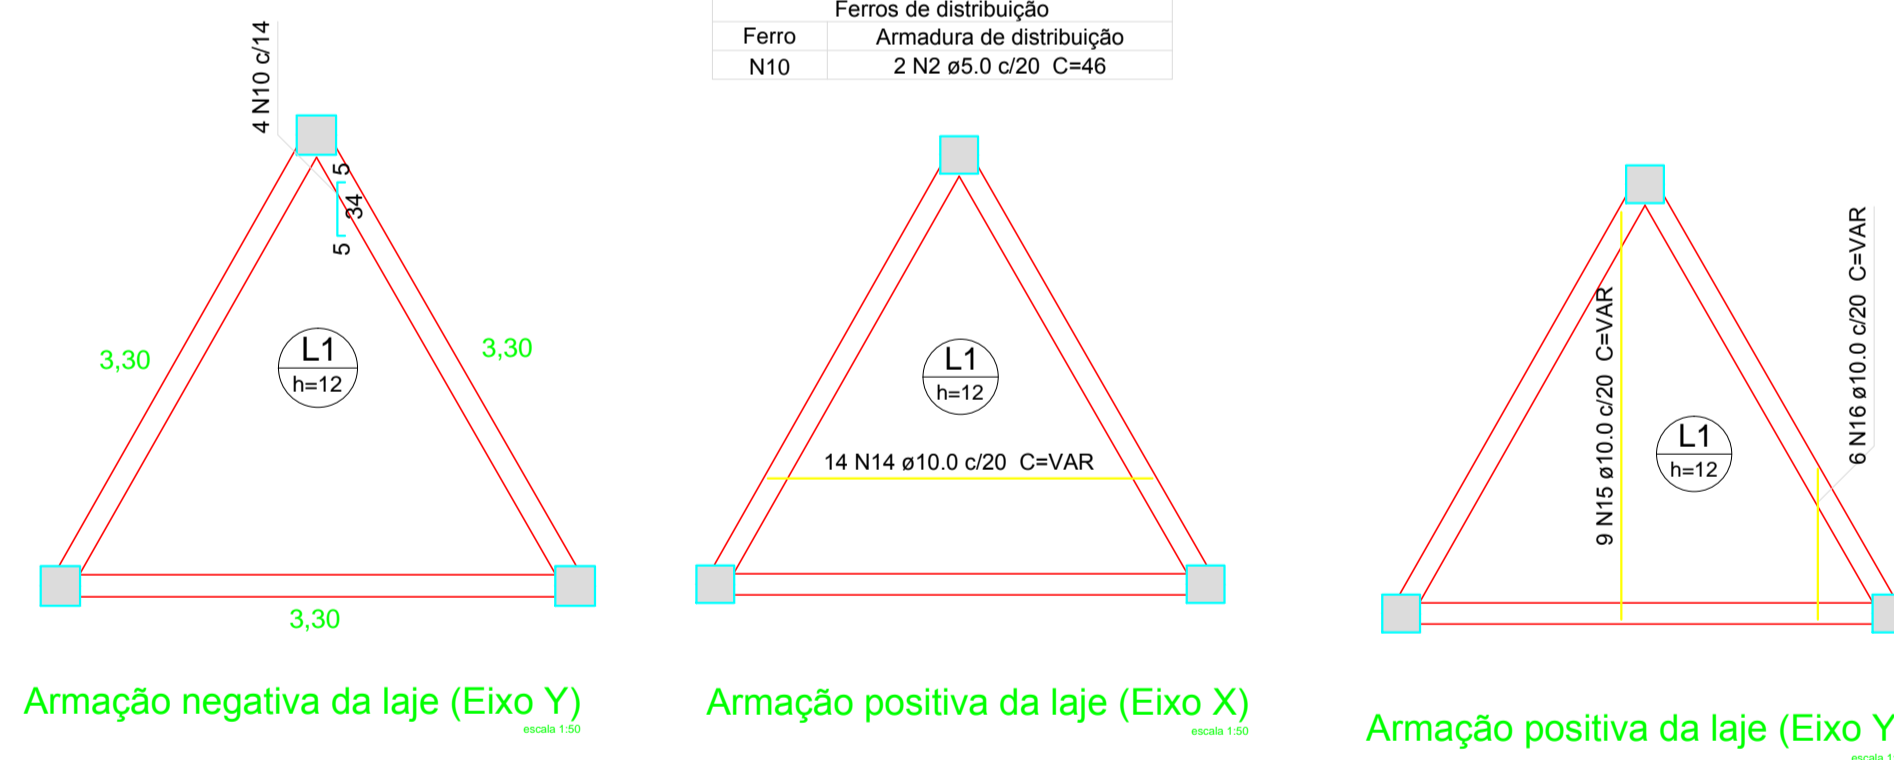 Ferros de distribuição
Ferro Armadura de distribuição
N10 2 N2 ø5.0 c/20 C=46
4 N10 c/14
5
34
5
L1
h=12
3,30
3,30
3,30
Armação negativa da laje (Eixo Y)
escala 1:50
L1
h=12
14 N14 ø10.0 c/20 C=VAR
Armação positiva da laje (Eixo X)
escala 1:50
9 N15 ø10.0 c/20 C=VAR
6 N16 ø10.0 c/20 C=VAR
L1
h=12
Armação positiva da laje (Eixo Y
escala 1